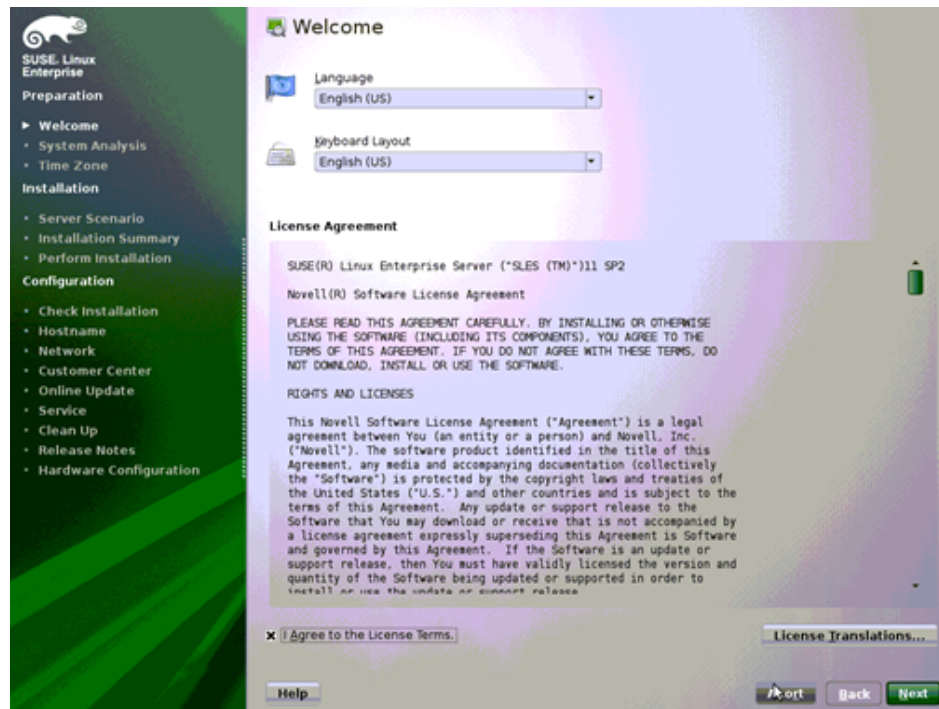 SUSE. Linux
Enterprise
Preparation
Welcome
System Analysis
Time Zone
Installation
Server Scenario
Installation Summary
Perform Installation
Configuration
Check Installation
Hostname
Network
Customer Center
Online Update
Service
Clean Up
Release Notes
Hardware Configuration
Welcome
Language
English (US)
Keyboard Layout
English (US)
License Agreement
SUSE(R) Linux Enterprise Server ("SLES (TM)")11 SP2
Novell(R) Software License Agreement
PLEASE READ THIS AGREEMENT CAREFULLY. BY INSTALLING OR OTHERWISE
USING THE SOFTWARE (INCLUDING ITS COMPONENTS), YOU AGREE TO THE
TERMS OF THIS AGREEMENT. IF YOU DO NOT AGREE WITH THESE TERMS, DO
NOT DOWNLOAD, INSTALL OR USE THE SOFTWARE.
RIGHTS AND LICENSES
This Novell Software License Agreement ("Agreement") is a legal
agreement between You (an entity or a person) and Novell, Inc.
("Novell"). The software product identified in the title of this
Agreement, any media and accompanying documentation (collectively
the "Software") is protected by the copyright laws and treaties of
the United States ("U.S.") and other countries and is subject to the
terms of this Agreement. Any update or support release to the
Software that You may download or receive that is not accompanied by
a license agreement expressly superseding this Agreement is Software
and governed by this Agreement. If the Software is an update or
support release, then You must have validly licensed the version and
quantity of the Software being updated or supported in order to
install or use the update or support release
I Agree to the License Terms.
License Translations...
Help
Abort
Back
Next